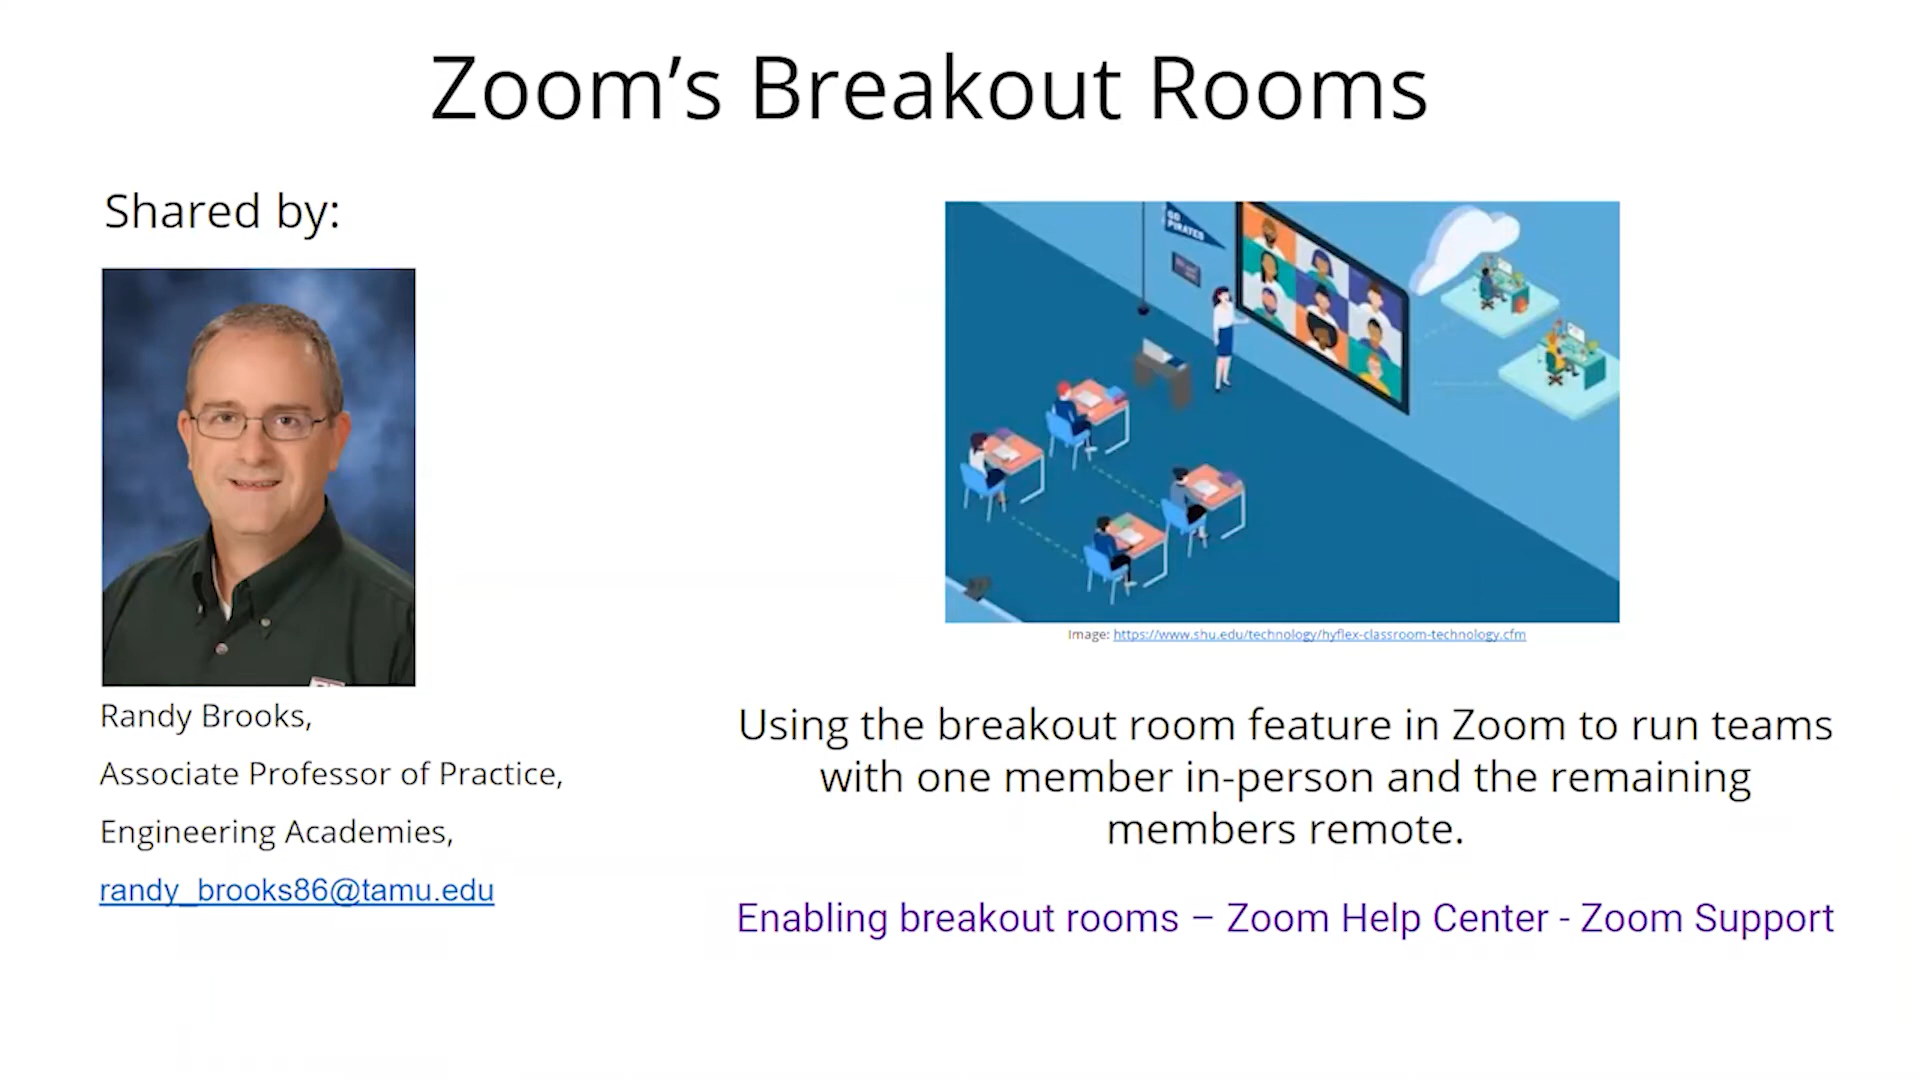 Zoom’s Breakout Rooms
Shared by:
GO
PIRATES
Image: https://www.shu.edu/technology/hyflex-classroom-technology.cfm
Randy Brooks,
Associate Professor of Practice,
Engineering Academies,
randy_brooks86@tamu.edu
Using the breakout room feature in Zoom to run teams
with one member in-person and the remaining
members remote.
Enabling breakout rooms – Zoom Help Center - Zoom Support